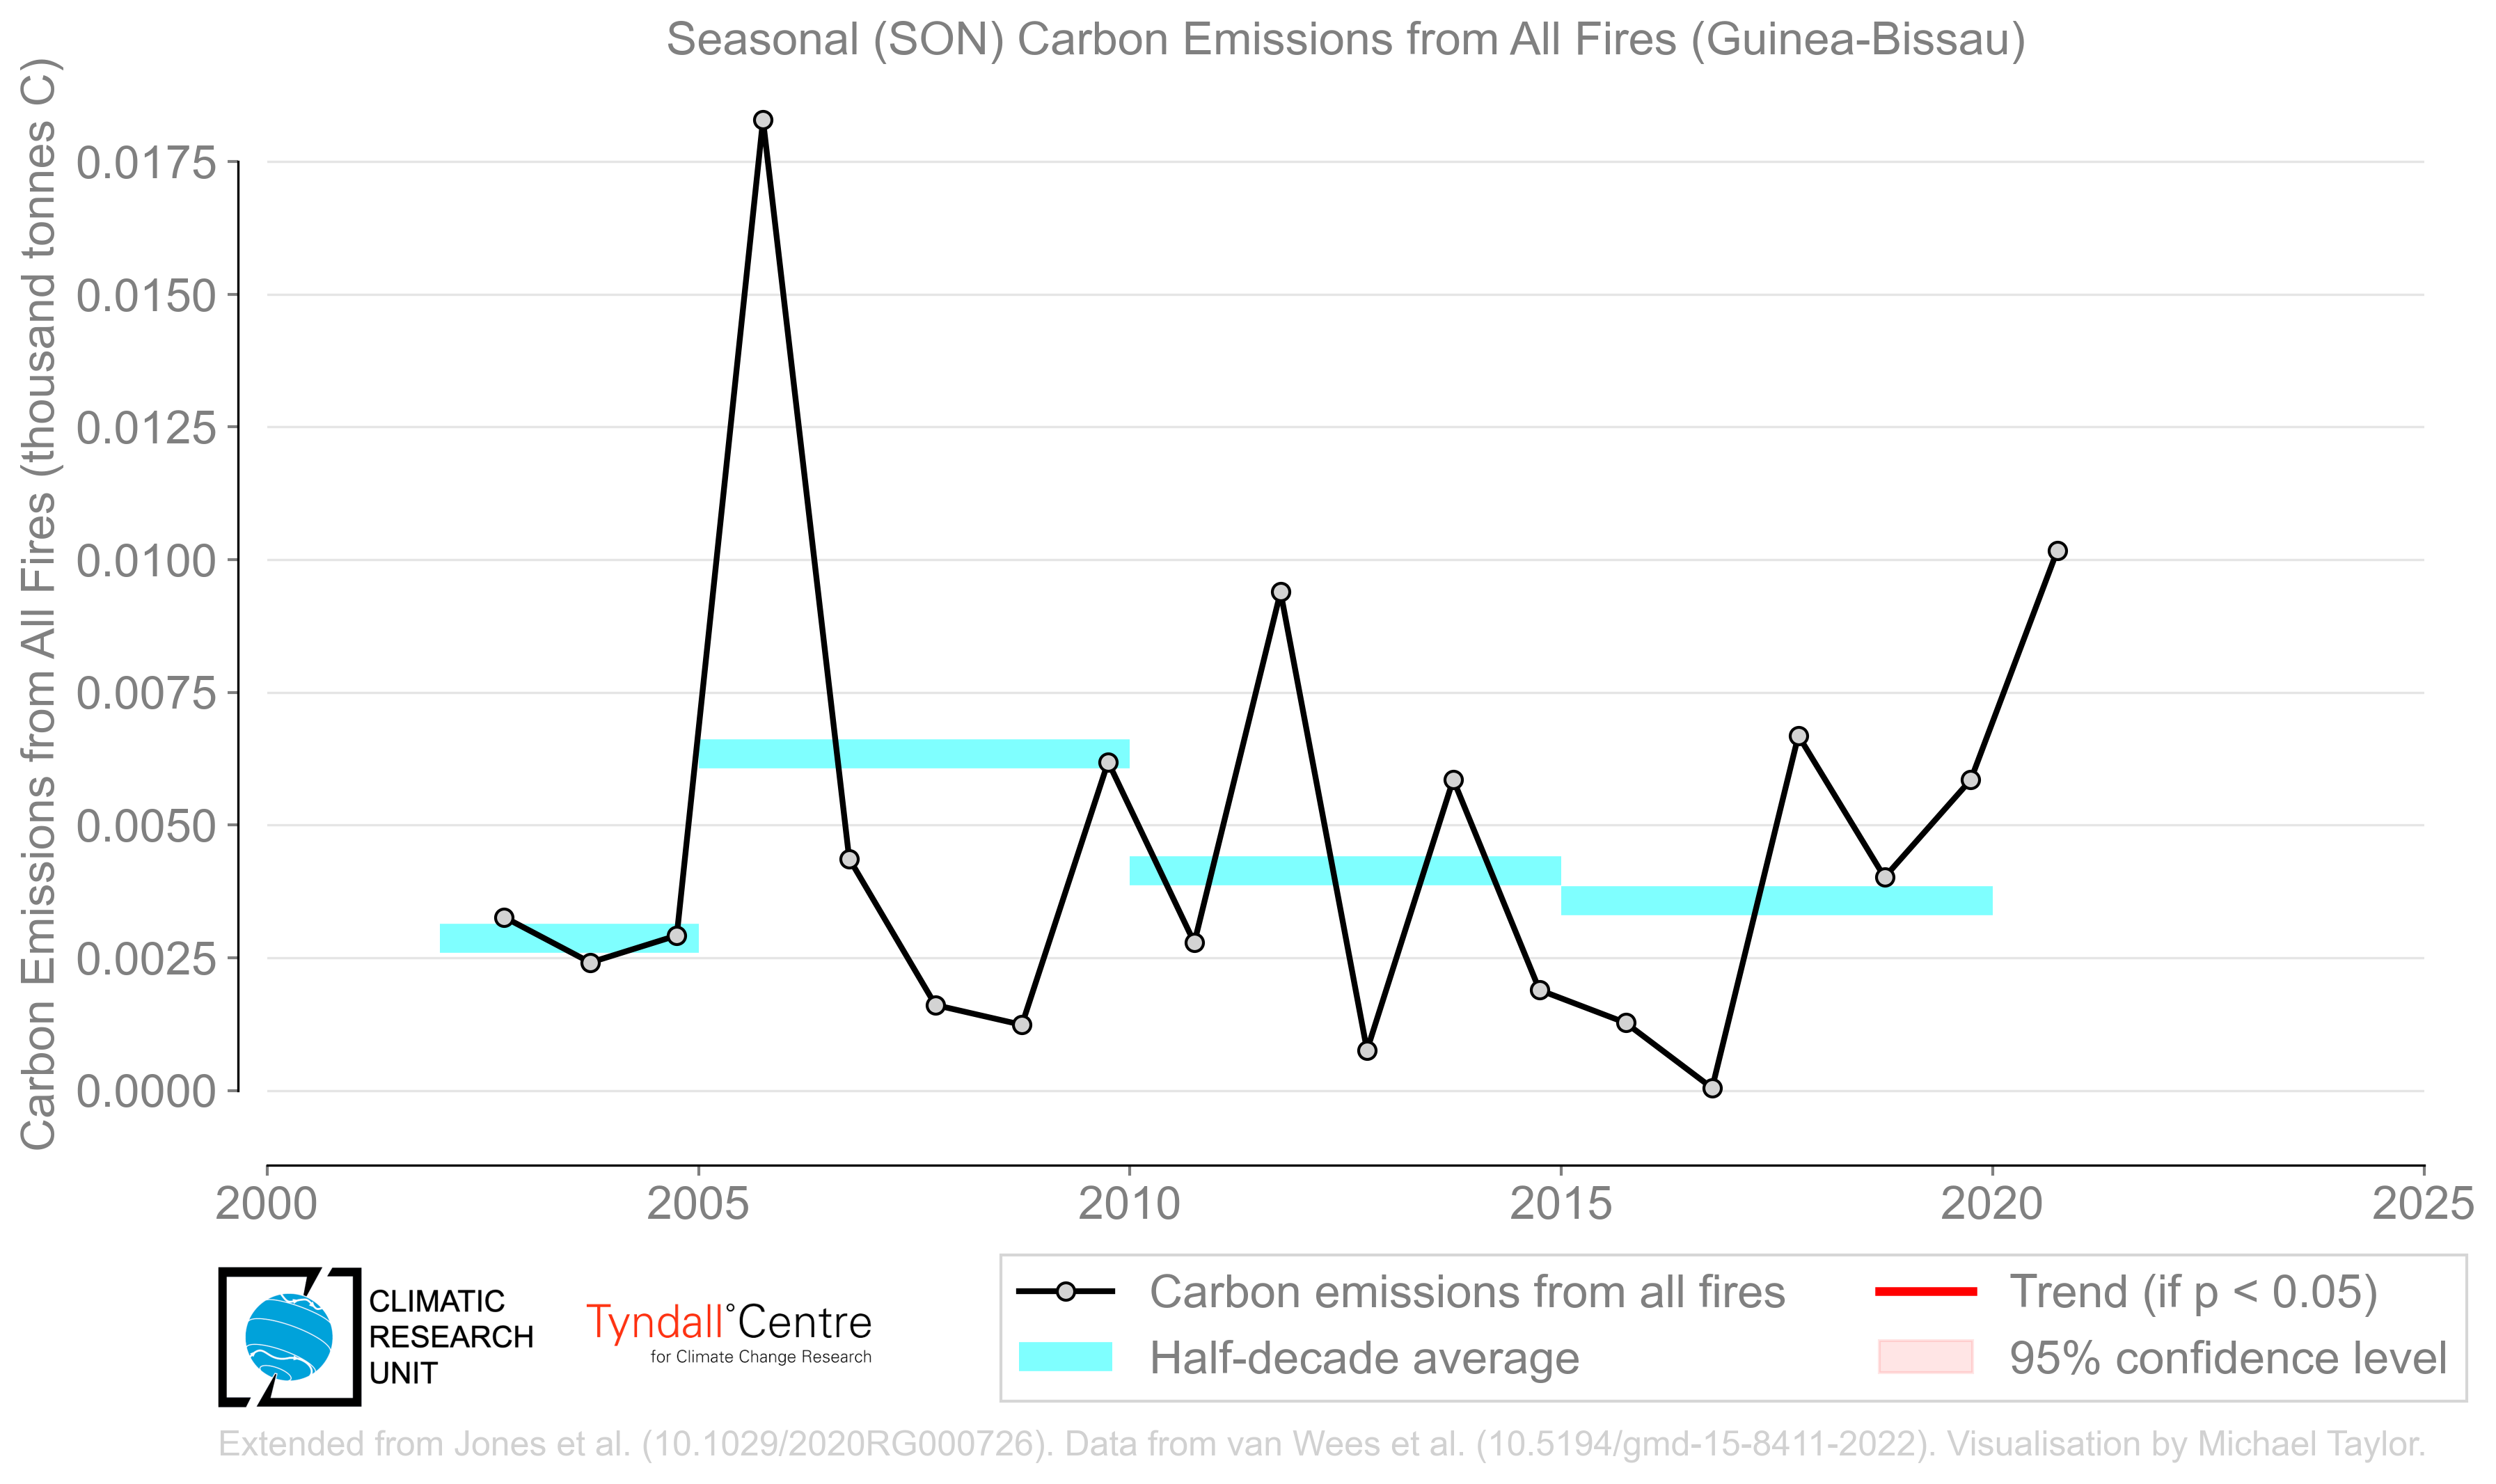 Seasonal (SON) Carbon Emissions from All Fires (Guinea-Bissau)
Carbon Emissions from All Fires (thousand tonnes C)
0.0175
0.0150
0.0125
0.0100
0.0075
0.0050
0.0025
0.0000
2000 2005 2010 2015 2020 2025
CLIMATIC
RESEARCH
UNIT
Tyndall°Centre
for Climate Change Research
Carbon emissions from all fires
Half-decade average
Trend (if p < 0.05)
95% confidence level
Extended from Jones et al. (10.1029/2020RG000726). Data from van Wees et al. (10.5194/gmd-15-8411-2022). Visualisation by Michael Taylor.